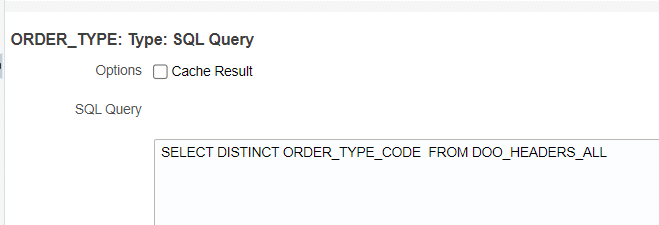 ORDER_TYPE: Type: SQL Query
Options Cache Result
SQL Query
SELECT DISTINCT ORDER_TYPE_CODE  FROM DOO_HEADERS_ALL